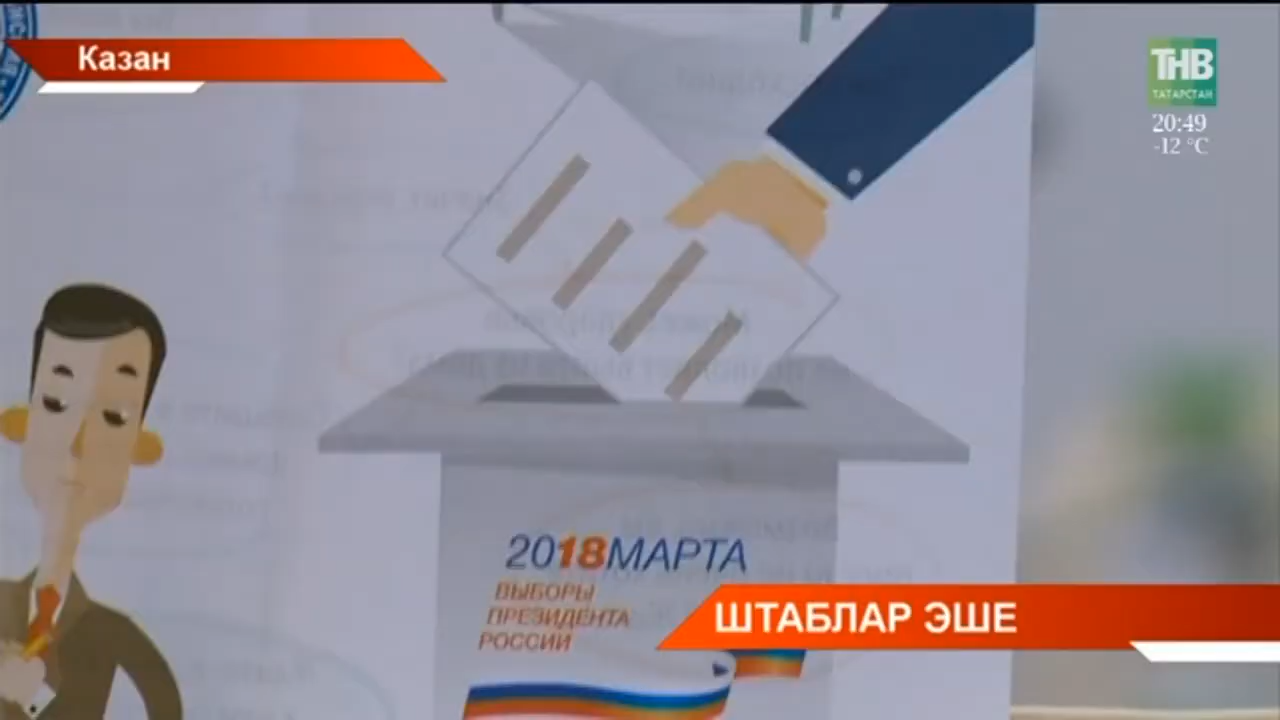 Казан
ТНВ
ТАТАРСТАН
20:49
-12 °C
2018МАРТА
ВЫБОРЫ
ПРЕЗИДЕНТА
РОССИИ
ШТАБЛАР ЭШЕ